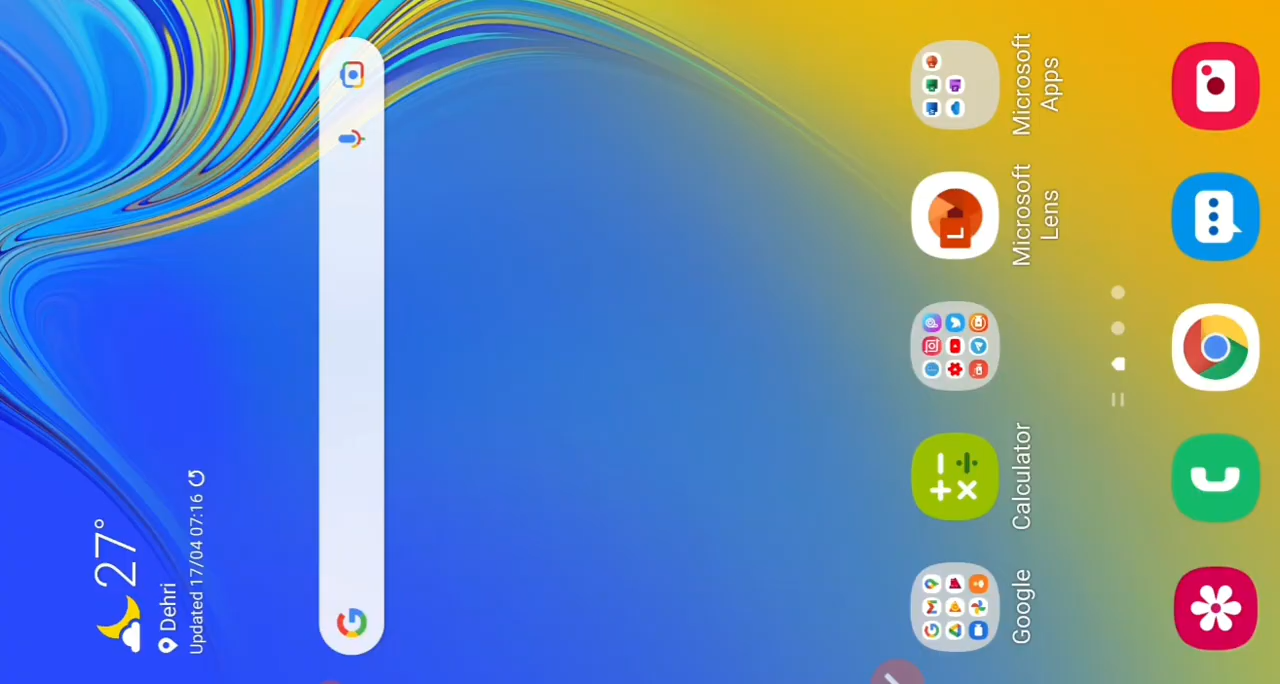 27°
Dehri
Updated 17/04 07:16
Google
Calculator
Microsoft
Lens
Microsoft
Apps